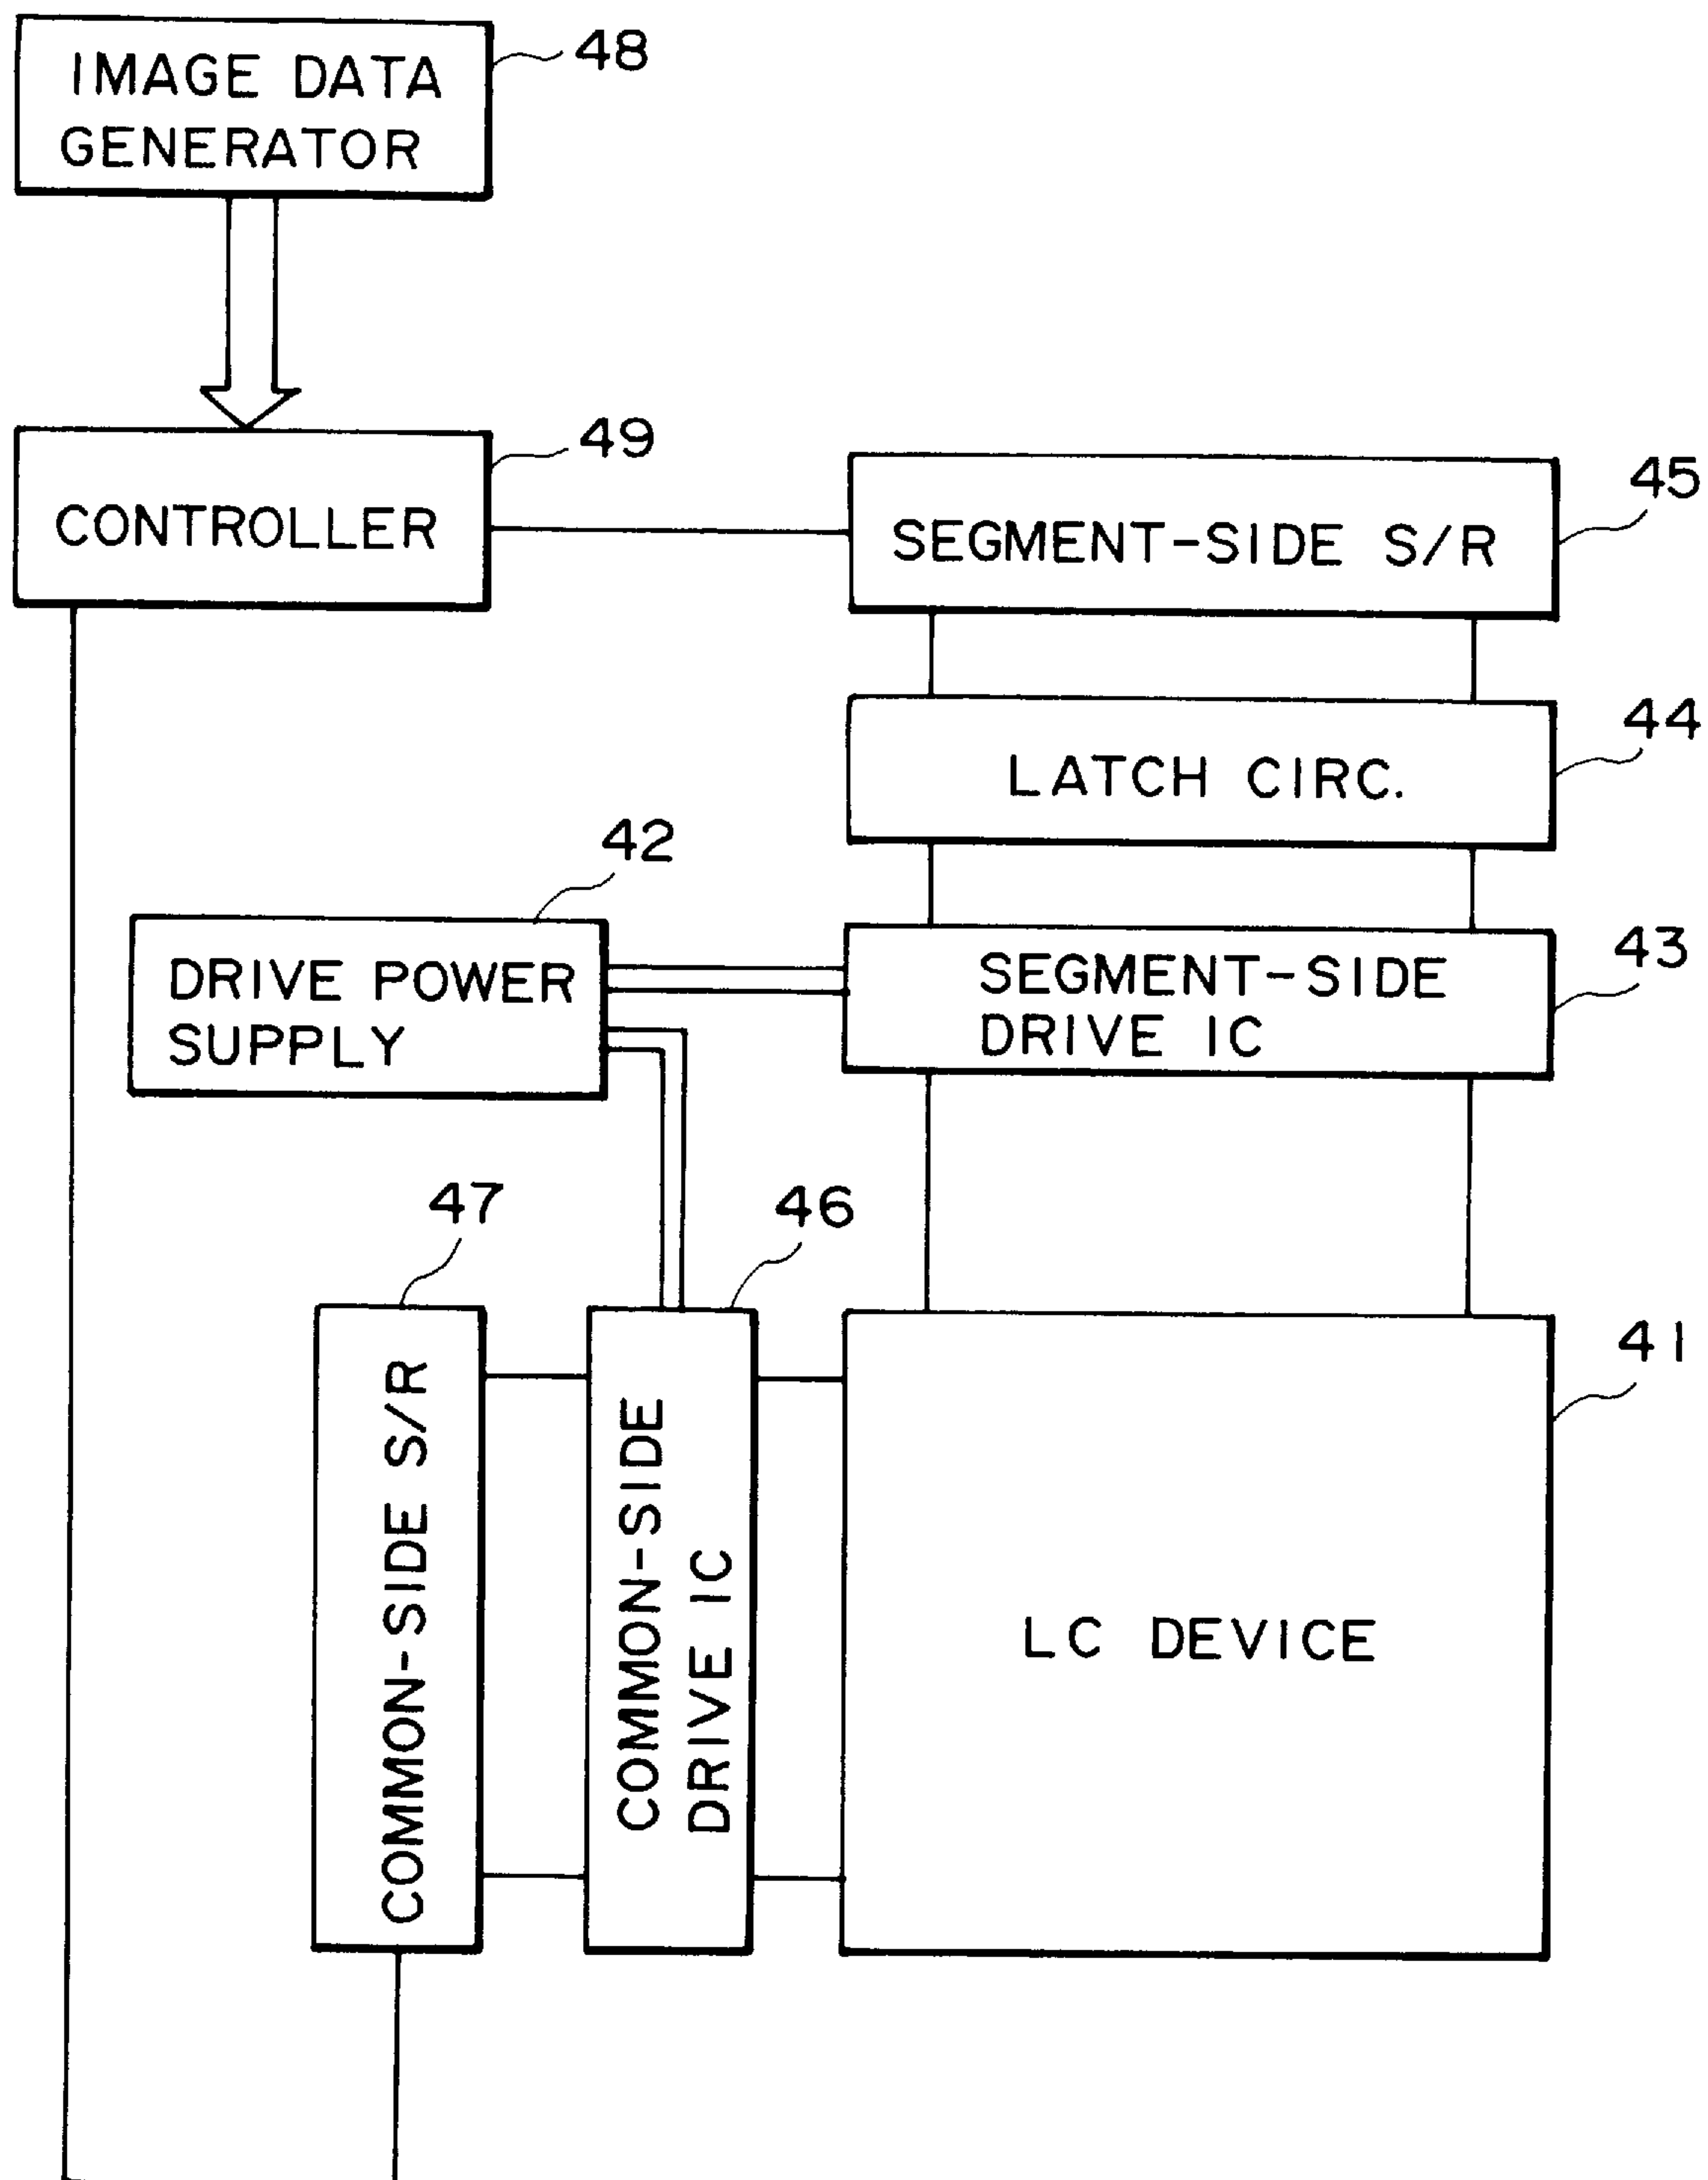 IMAGE DATA
GENERATOR
48
CONTROLLER
49
SEGMENT-SIDE S/R
45
LATCH CIRC.
44
DRIVE POWER
SUPPLY
42
SEGMENT-SIDE
DRIVE IC
43
COMMON-SIDE S/R
47
COMMON-SIDE
DRIVE IC
46
LC DEVICE
41